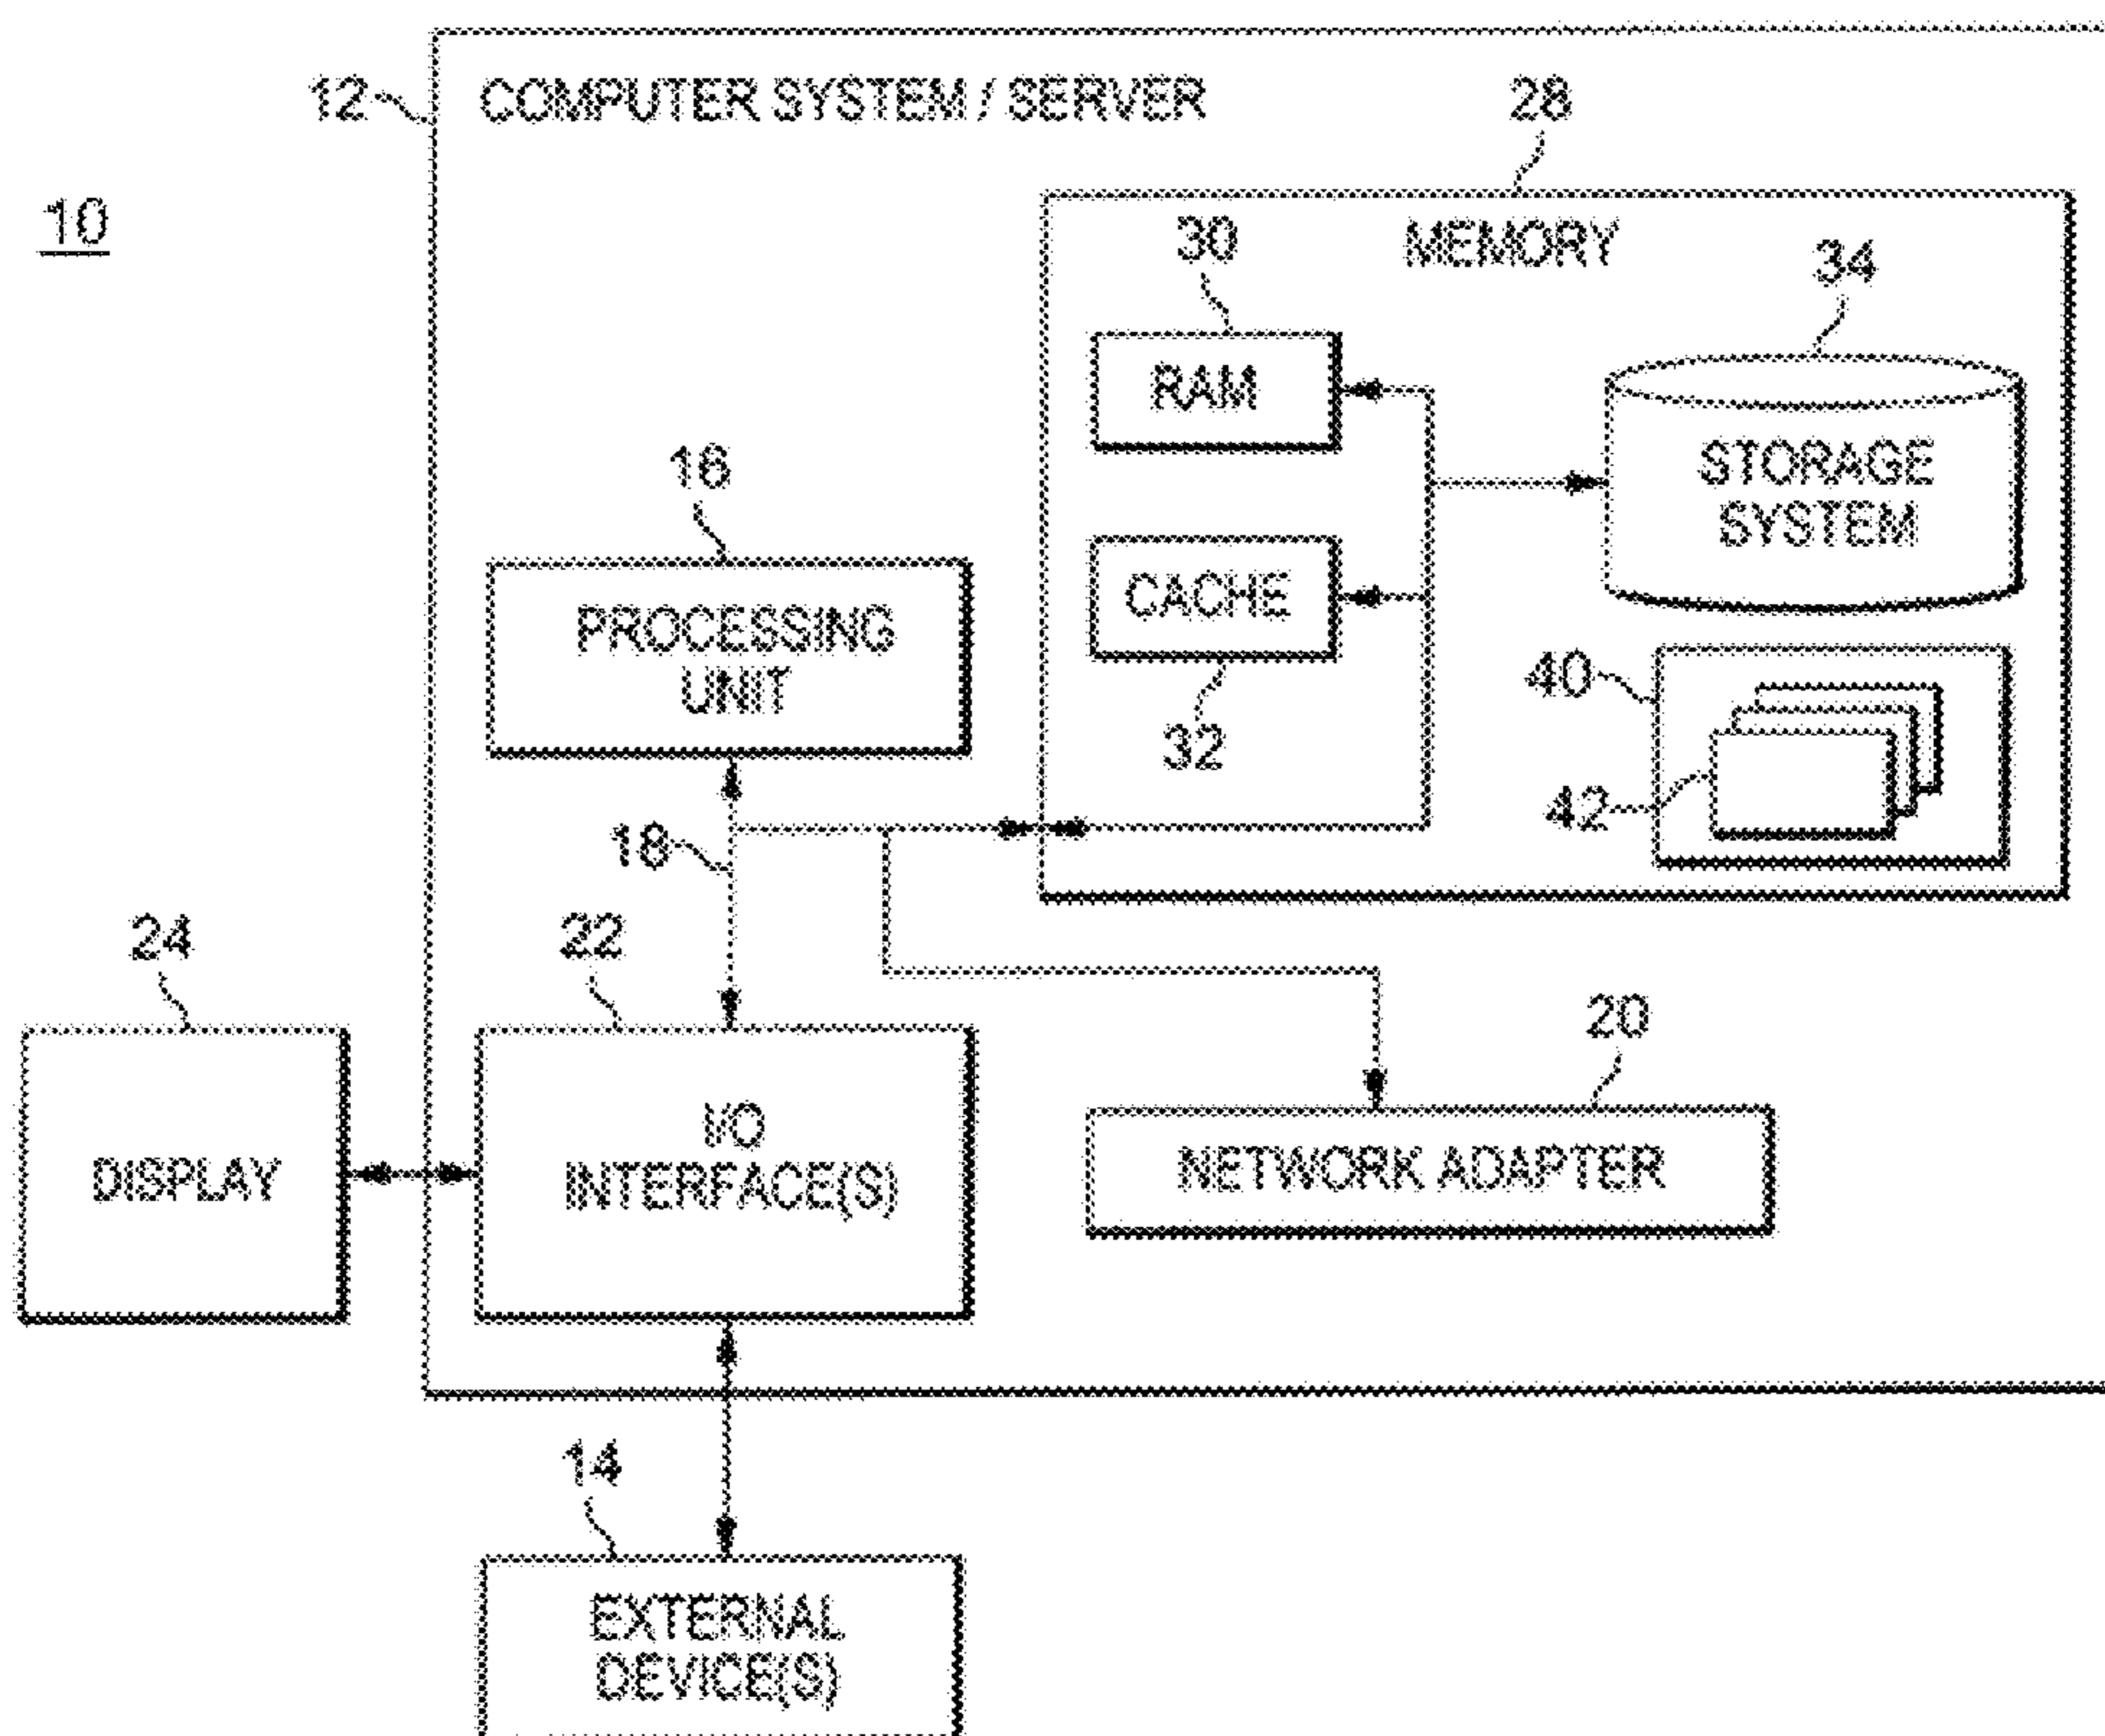 12
COMPUTER SYSTEM / SERVER
28
10
MEMORY
30
34
RAM
STORAGE
SYSTEM
16
CACHE
PROCESSING
UNIT
40
32
42
18
24
22
20
DISPLAY
I/O
INTERFACE(S)
NETWORK ADAPTER
14
EXTERNAL
DEVICE(S)